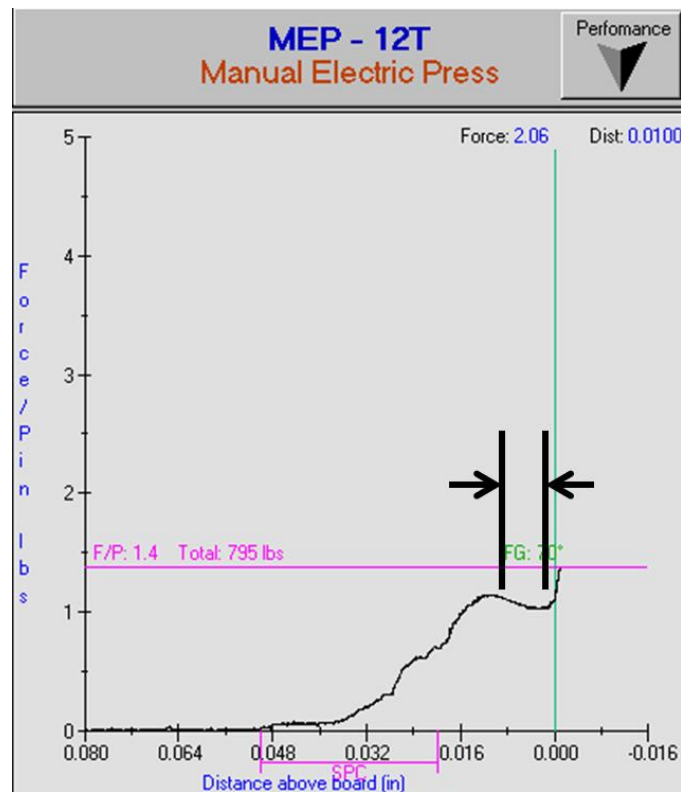 MEP - 12T
Manual Electric Press
Perfomance
Force: 2.06 Dist: 0.0100
5
4
3
2
1
0
Force/Pin lbs
F/P: 1.4 Total: 795 lbs FG: 70°
0.080 0.064 0.048 0.032 0.016 0.000 -0.016
SPC
Distance above board (in)